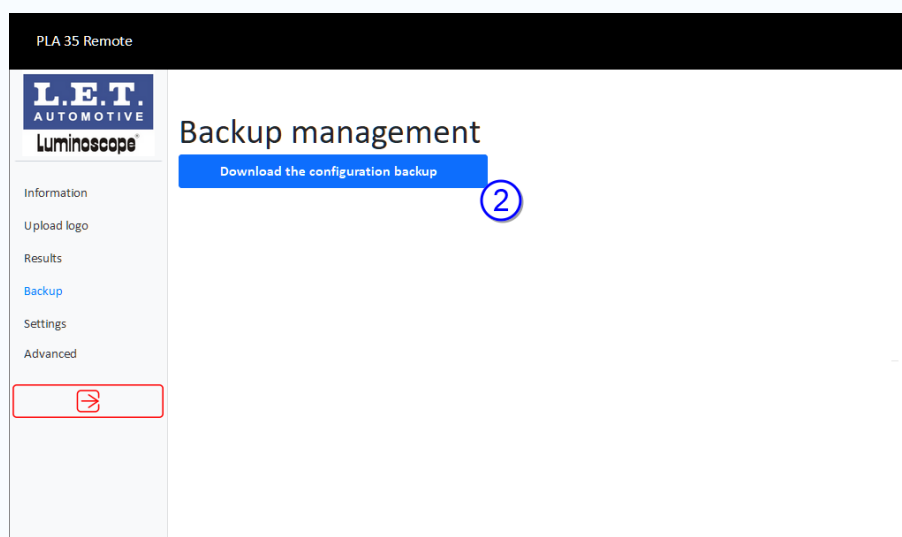 PLA 35 Remote
L.E.T.
AUTOMOTIVE
Luminoscope®
Information
Upload logo
Results
Backup
Settings
Advanced
Backup management
Download the configuration backup
2